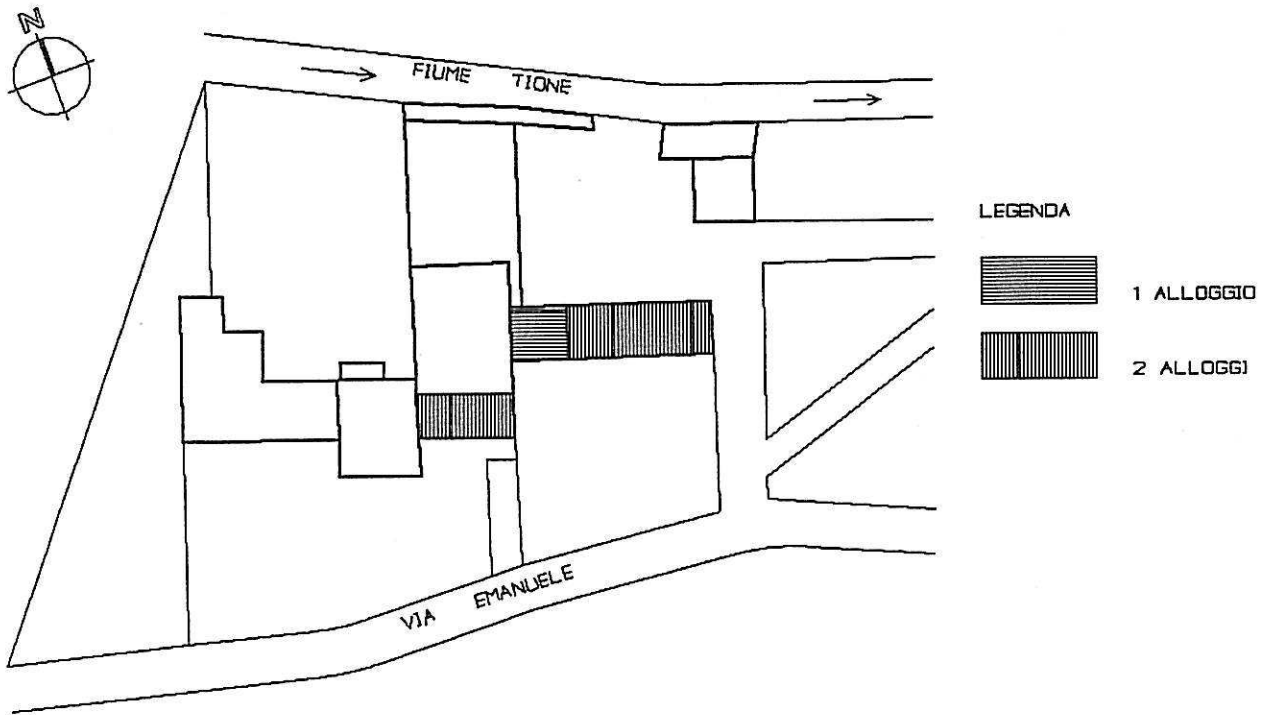 N
FIUME TIONE
LEGENDA
1 ALLOGGIO
2 ALLOGGI
VIA EMANUELE